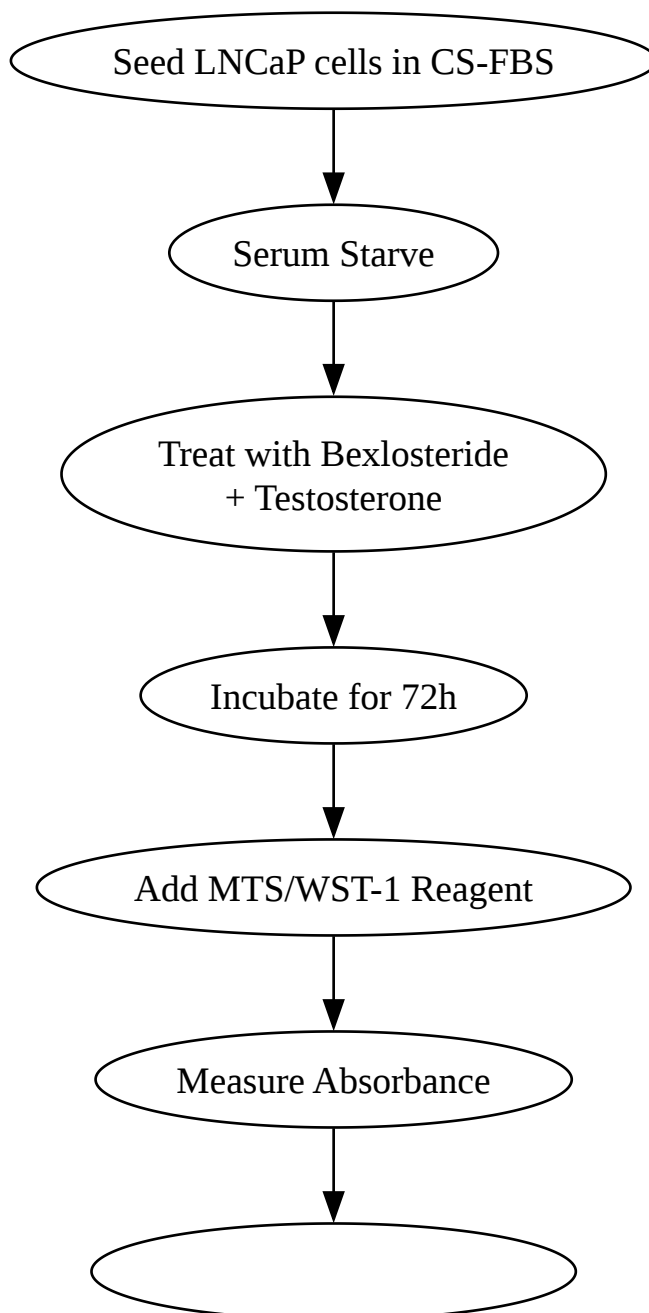 Seed LNCaP cells in CS-FBS
Serum Starve
Treat with Bexlosteride
+ Testosterone
Incubate for 72h
Add MTS/WST-1 Reagent
Measure Absorbance